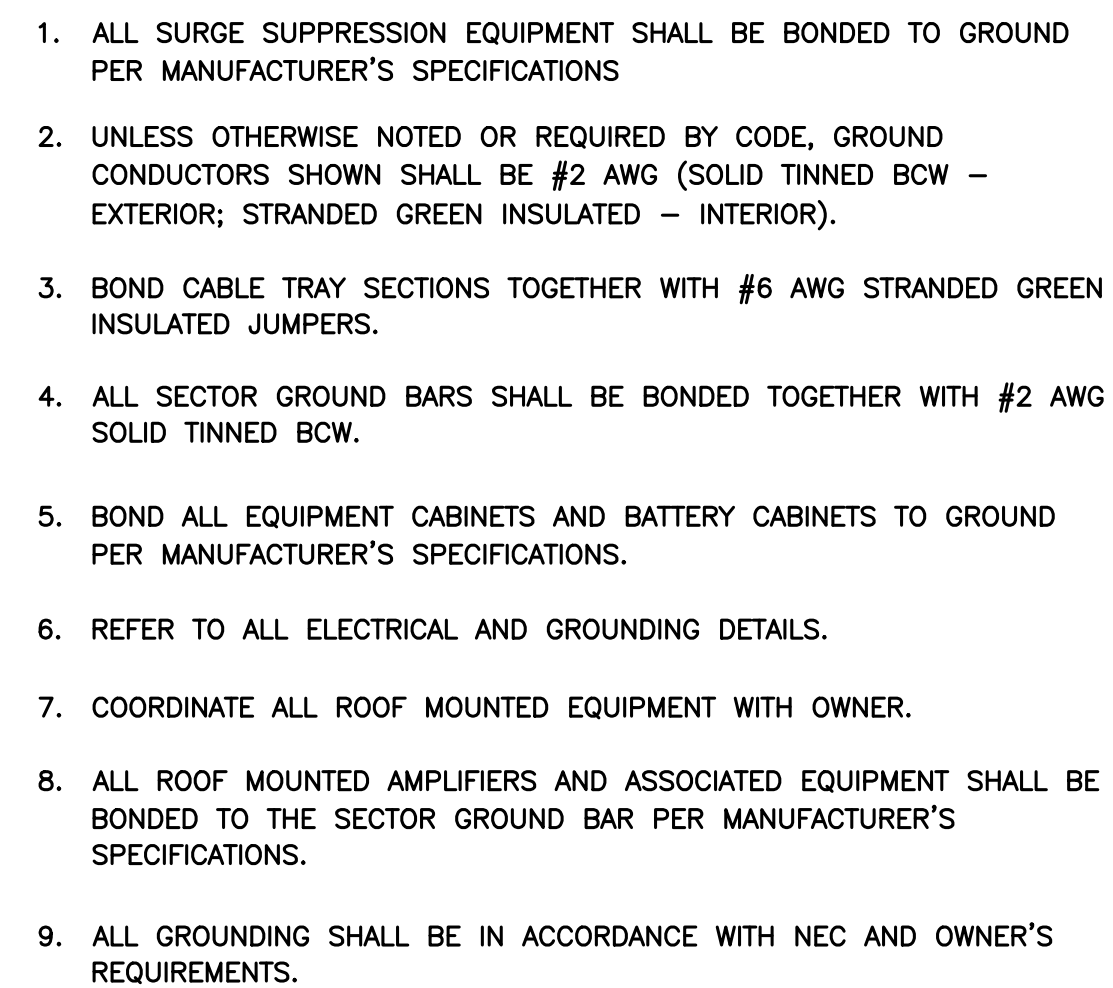 1. ALL SURGE SUPPRESSION EQUIPMENT SHALL BE BONDED TO GROUND
PER MANUFACTURER'S SPECIFICATIONS
2. UNLESS OTHERWISE NOTED OR REQUIRED BY CODE, GROUND
CONDUCTORS SHOWN SHALL BE #2 AWG (SOLID TINNED BCW –
EXTERIOR; STRANDED GREEN INSULATED – INTERIOR).
3. BOND CABLE TRAY SECTIONS TOGETHER WITH #6 AWG STRANDED GREEN
INSULATED JUMPERS.
4. ALL SECTOR GROUND BARS SHALL BE BONDED TOGETHER WITH #2 AWG
SOLID TINNED BCW.
5. BOND ALL EQUIPMENT CABINETS AND BATTERY CABINETS TO GROUND
PER MANUFACTURER'S SPECIFICATIONS.
6. REFER TO ALL ELECTRICAL AND GROUNDING DETAILS.
7. COORDINATE ALL ROOF MOUNTED EQUIPMENT WITH OWNER.
8. ALL ROOF MOUNTED AMPLIFIERS AND ASSOCIATED EQUIPMENT SHALL BE
BONDED TO THE SECTOR GROUND BAR PER MANUFACTURER'S
SPECIFICATIONS.
9. ALL GROUNDING SHALL BE IN ACCORDANCE WITH NEC AND OWNER'S
REQUIREMENTS.